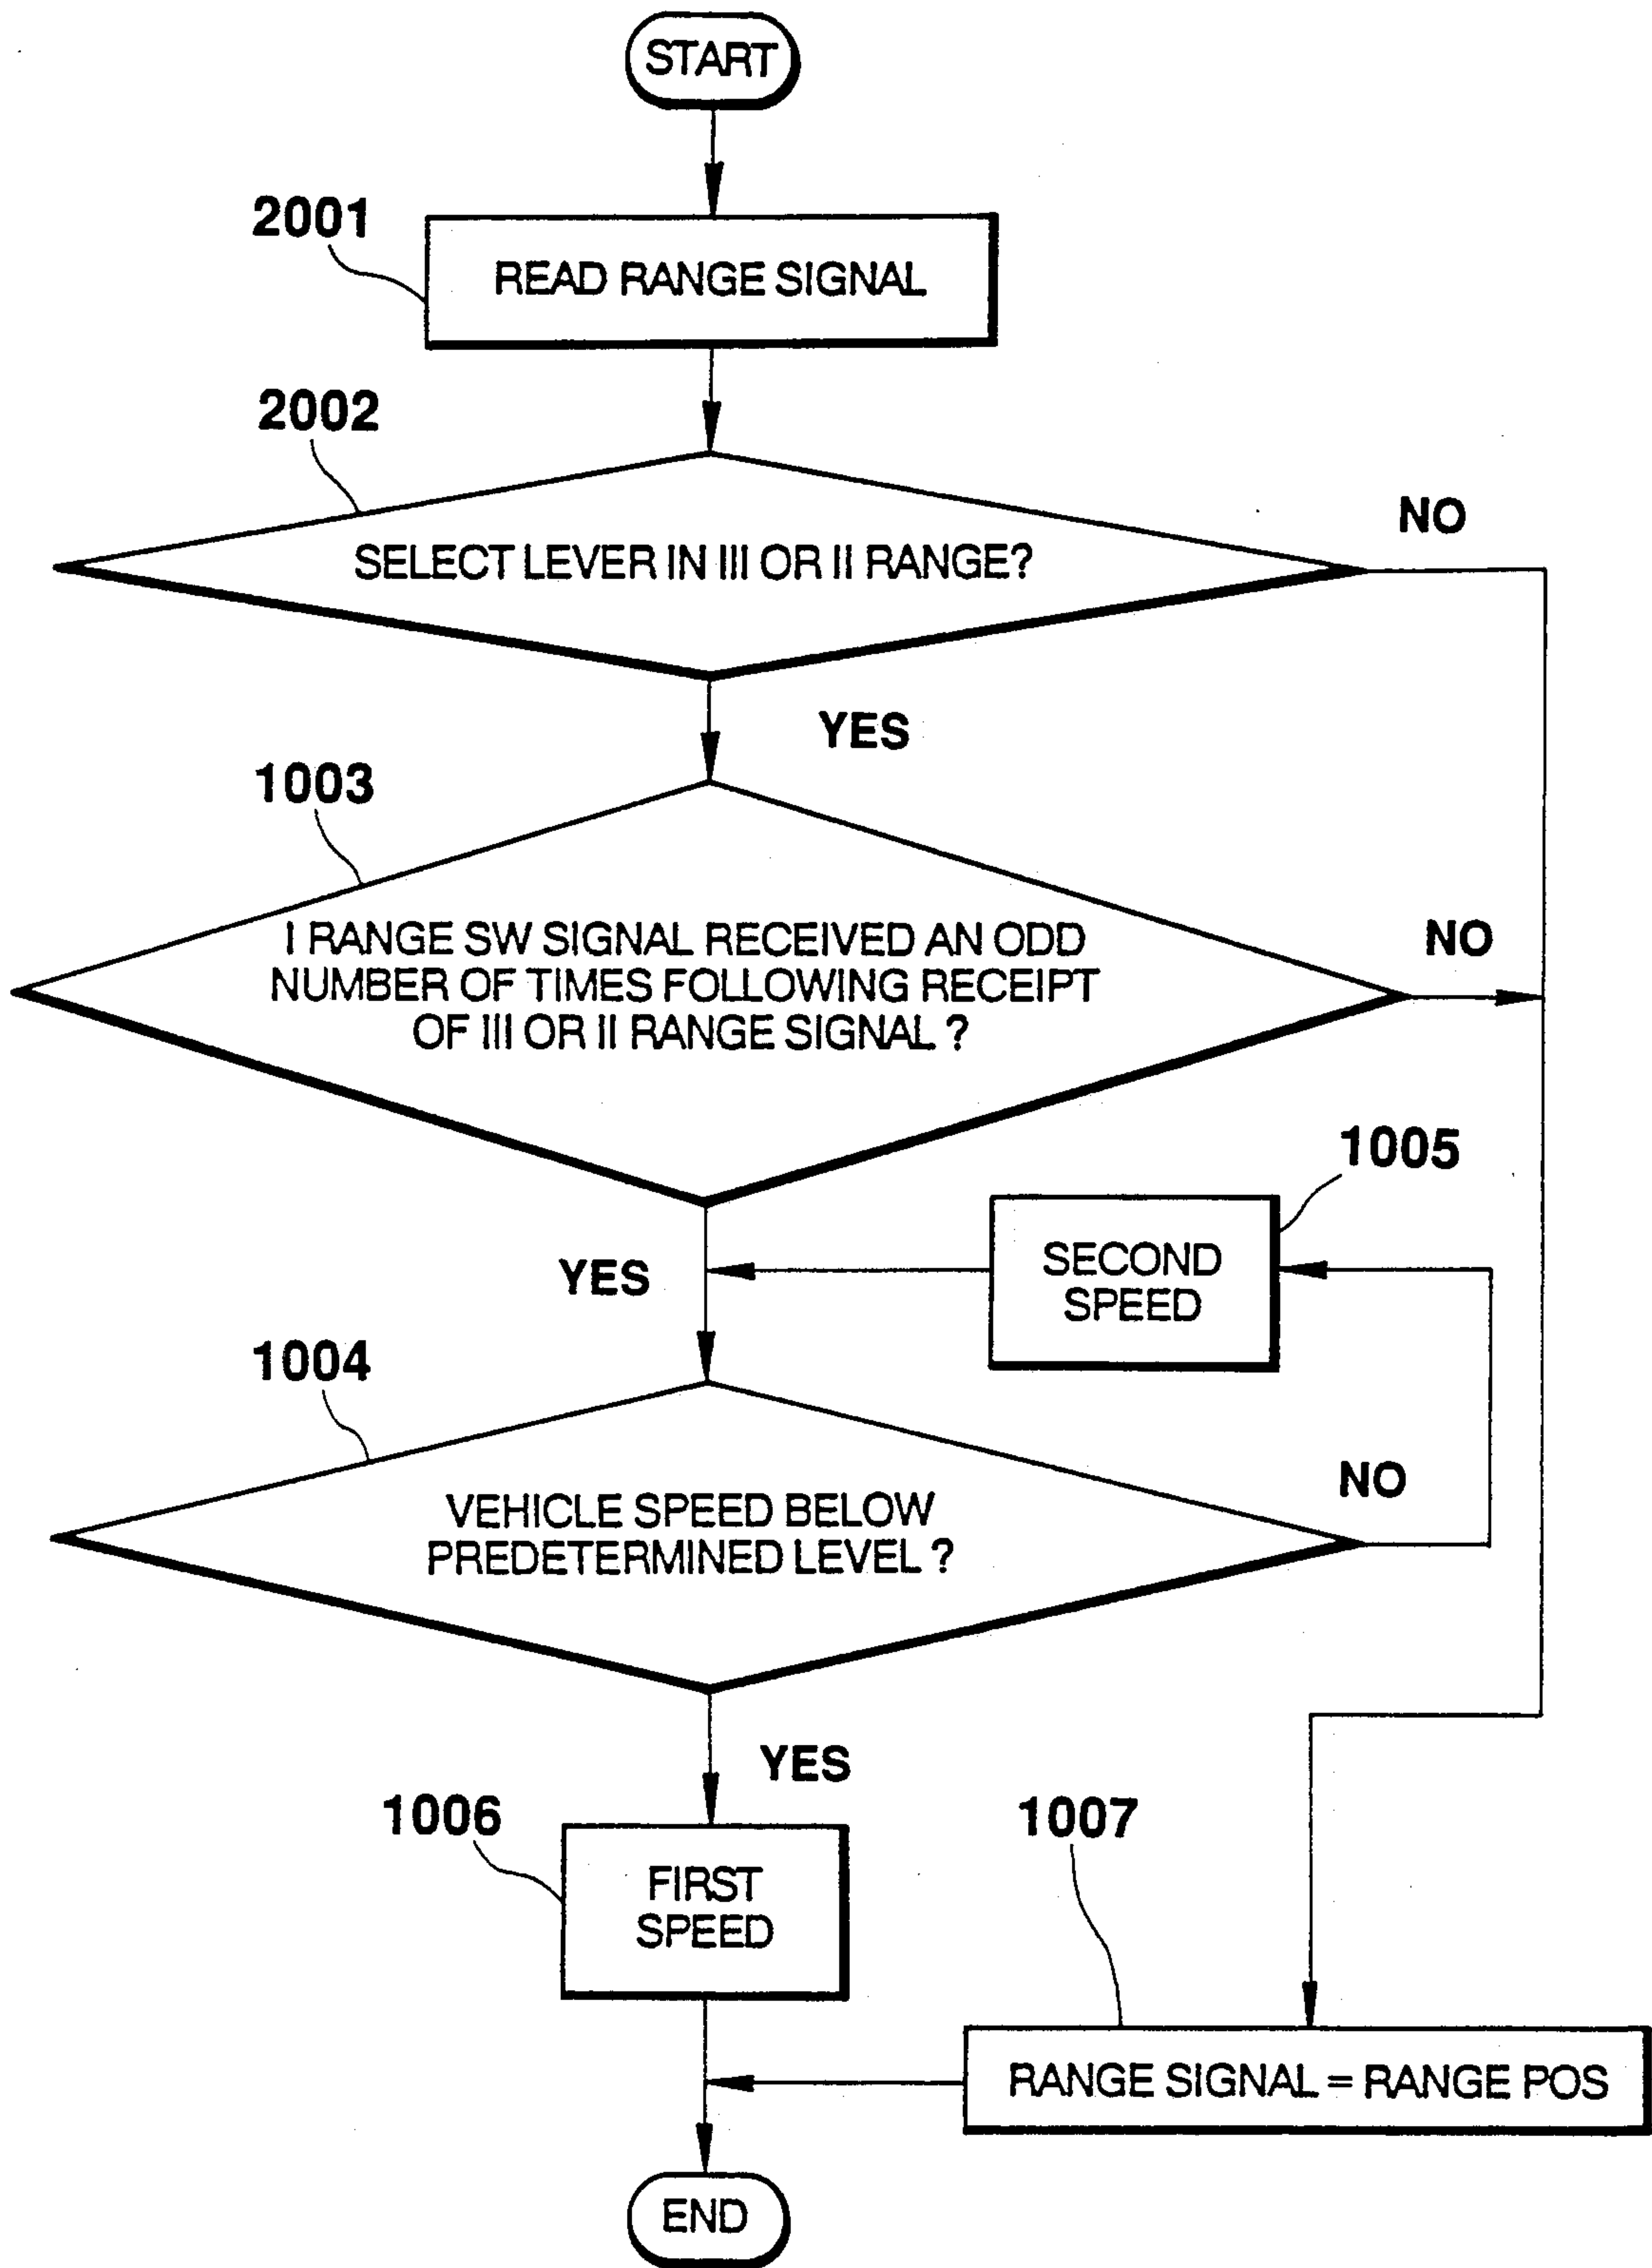 START
2001
READ RANGE SIGNAL
2002
NO
SELECT LEVER IN III OR II RANGE?
YES
1003
I RANGE SW SIGNAL RECEIVED AN ODD
NUMBER OF TIMES FOLLOWING RECEIPT
OF III OR II RANGE SIGNAL ?
NO
1005
SECOND
SPEED
YES
1004
NO
VEHICLE SPEED BELOW
PREDETERMINED LEVEL ?
YES
1006
1007
FIRST
SPEED
RANGE SIGNAL = RANGE POS
END